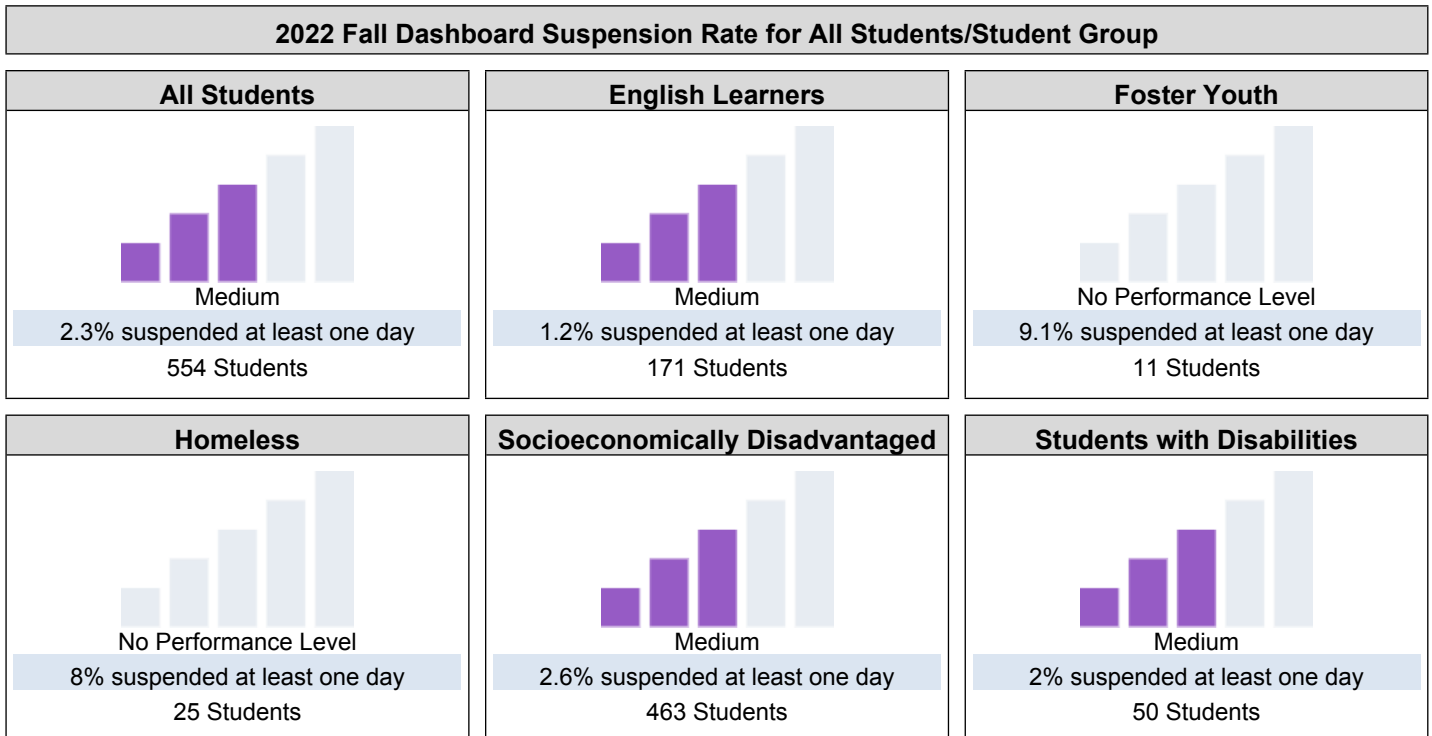 2022 Fall Dashboard Suspension Rate for All Students/Student Group
All Students
Medium
2.3% suspended at least one day
554 Students
English Learners
Medium
1.2% suspended at least one day
171 Students
Foster Youth
No Performance Level
9.1% suspended at least one day
11 Students
Homeless
No Performance Level
8% suspended at least one day
25 Students
Socioeconomically Disadvantaged
Medium
2.6% suspended at least one day
463 Students
Students with Disabilities
Medium
2% suspended at least one day
50 Students